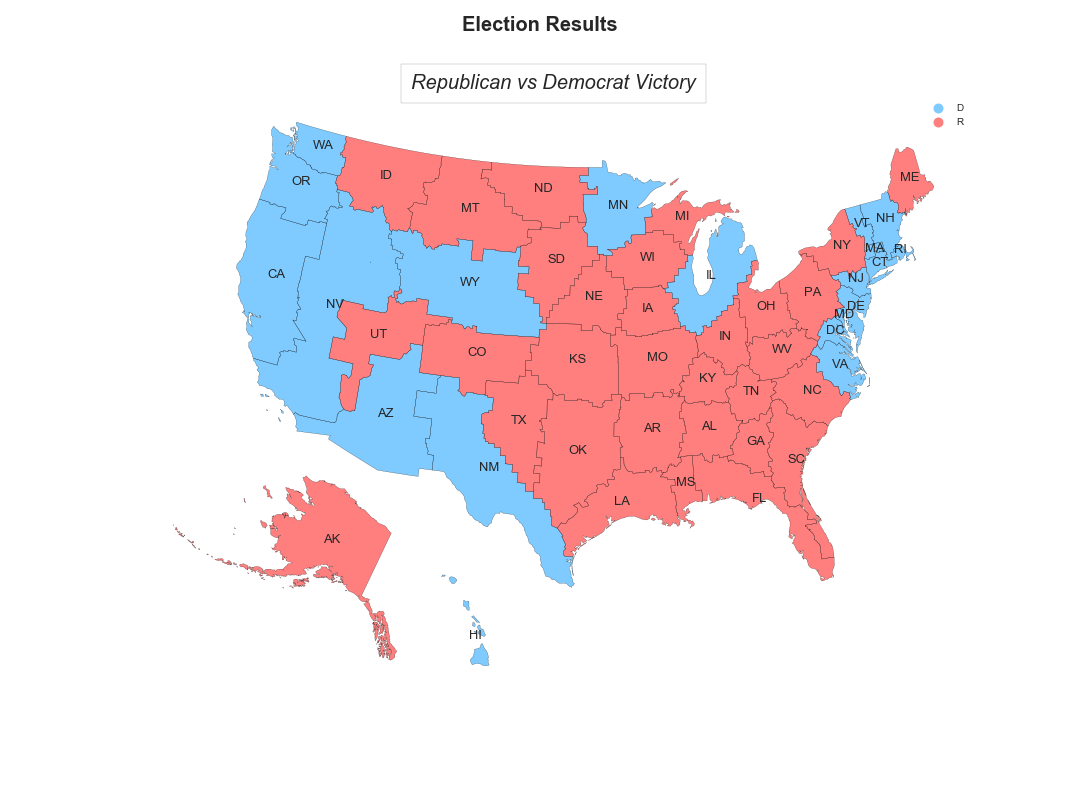 Election Results
Republican vs Democrat Victory
D
R
WA
ME
OR
ID
ND
MT
MN
MI
VT
NH
NY
MA
RI
WI
SD
CT
CA
WY
IL
NJ
NE
PA
NV
IA
OH
DE
MD
UT
DC
IN
WV
CO
KS
MO
VA
KY
TN
NC
AZ
TX
AR
AL
GA
OK
SC
NM
MS
LA
FL
AK
HI